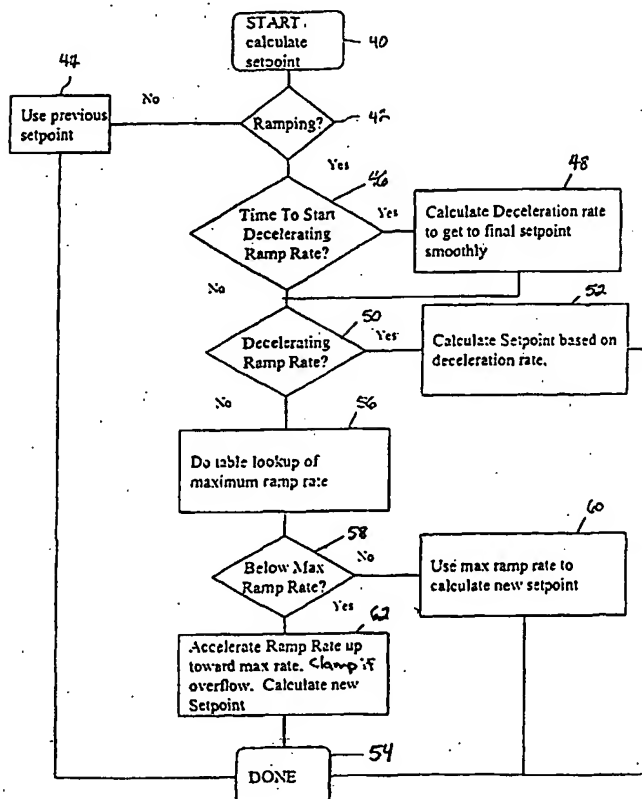 START
calculate
setpoint
40
44
No
Use previous
setpoint
Ramping?
42
Yes
46
48
Time To Start
Decelerating
Ramp Rate?
Yes
Calculate Deceleration rate
to get to final setpoint
smoothly
No
50
52
Decelerating
Ramp Rate?
Yes
Calculate Setpoint based on
deceleration rate.
No
56
Do table lookup of
maximum ramp rate
58
60
Below Max
Ramp Rate?
No
Use max ramp rate to
calculate new setpoint
Yes
62
Accelerate Ramp Rate up
toward max rate. Clamp if
overflow. Calculate new
Setpoint
54
DONE